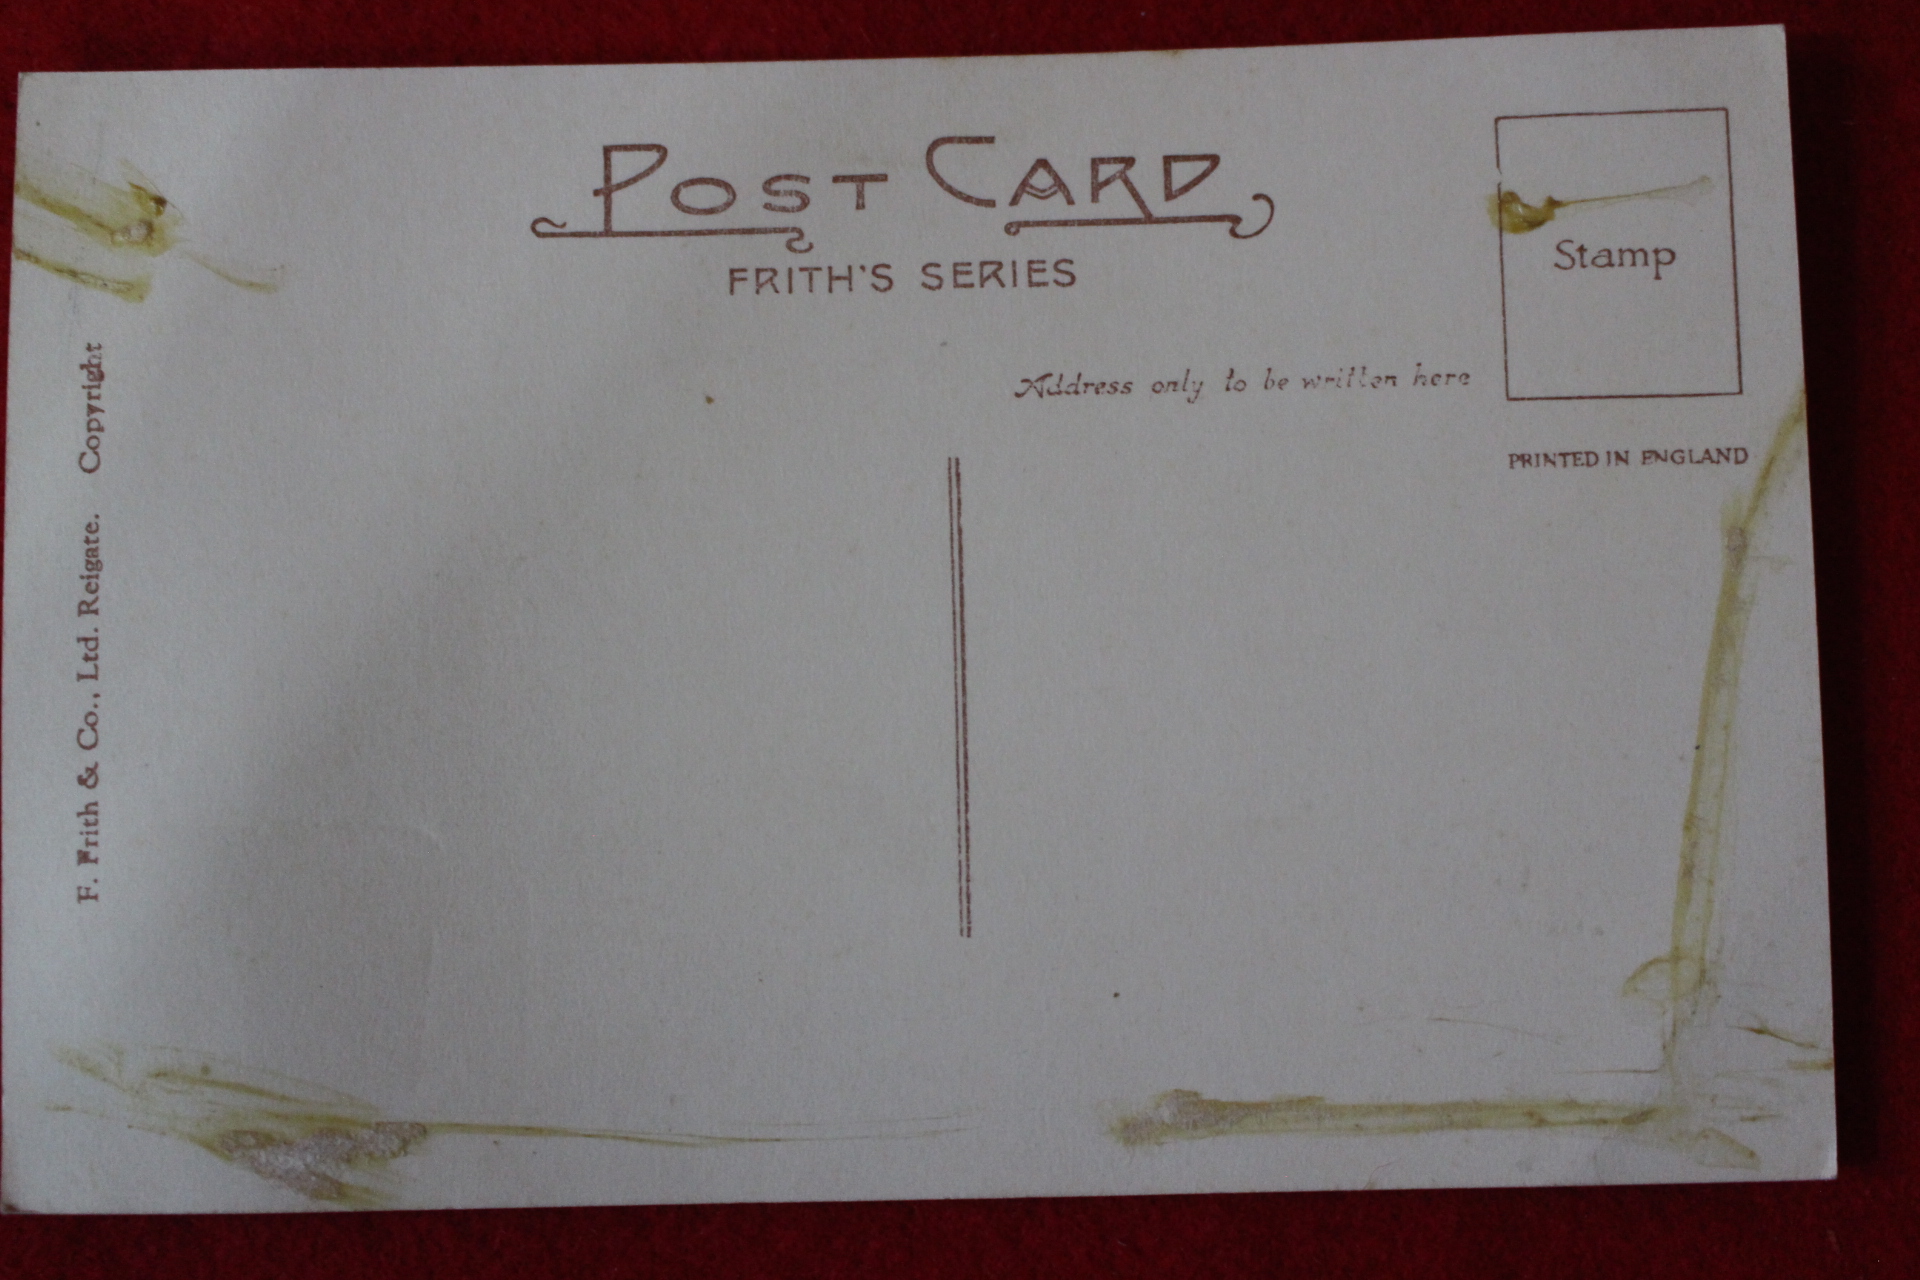 POST CARD
FRITH'S SERIES
Stamp
Address only to be written here
PRINTED IN ENGLAND
F. Frith & Co., Ltd. Reigate. Copyright